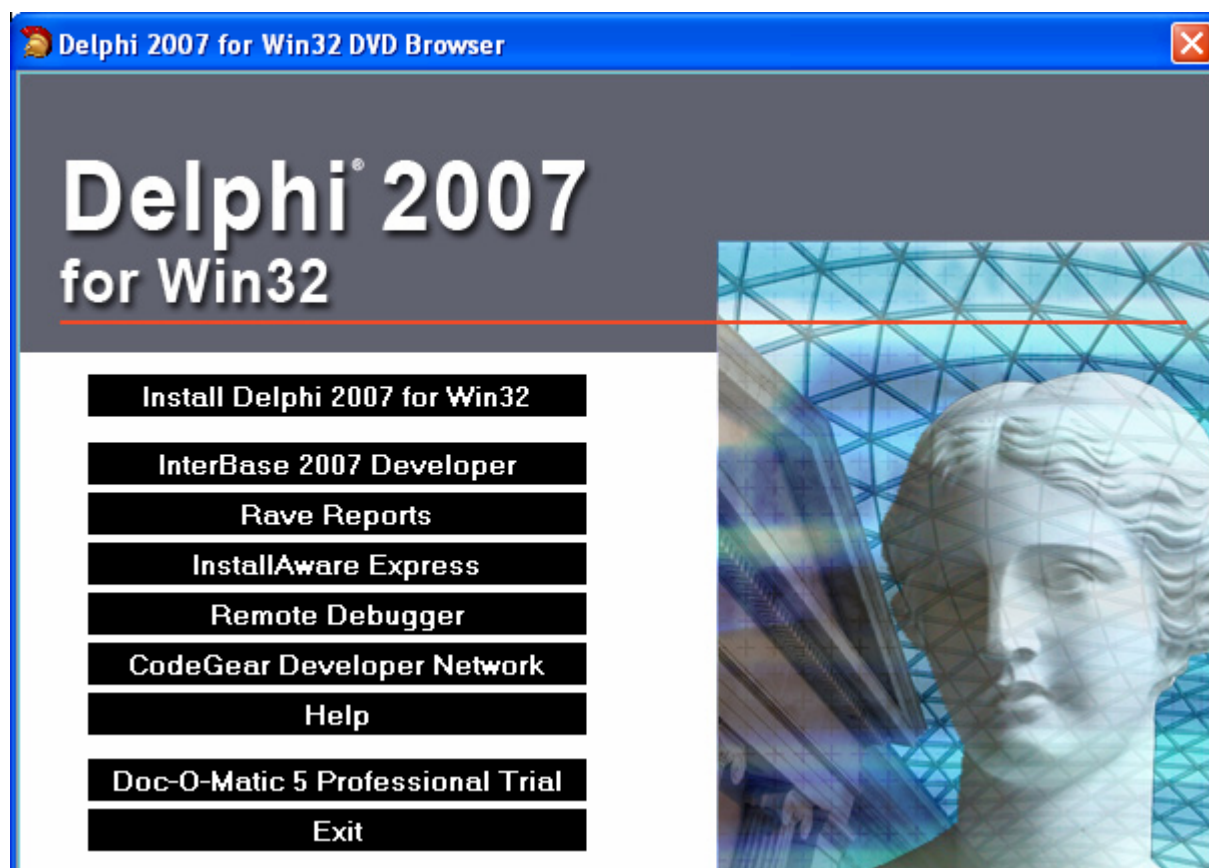 Delphi 2007 for Win32 DVD Browser
Delphi® 2007
for Win32
Install Delphi 2007 for Win32
InterBase 2007 Developer
Rave Reports
InstallAware Express
Remote Debugger
CodeGear Developer Network
Help
Doc-O-Matic 5 Professional Trial
Exit